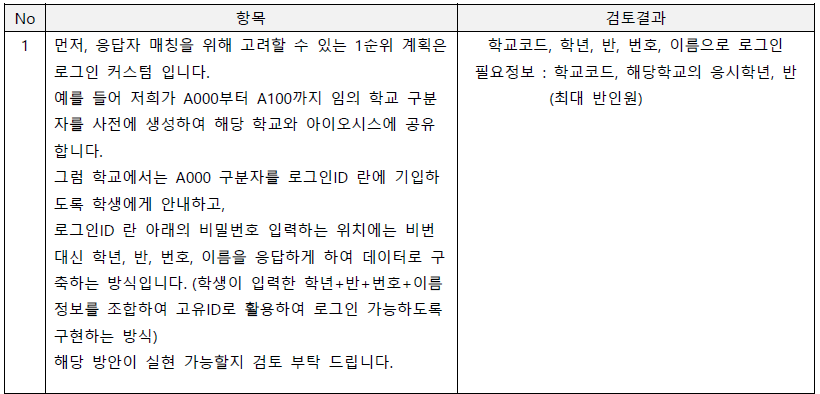 No 항목 검토결과
1 먼저, 응답자 매칭을 위해 고려할 수 있는 1순위 계획은
로그인 커스텀 입니다.
예를 들어 저희가 A000부터 A100까지 임의 학교 구분
자를 사전에 생성하여 해당 학교와 아이오시스에 공유
합니다.
그럼 학교에서는 A000 구분자를 로그인ID 란에 기입하
도록 학생에게 안내하고,
로그인ID 란 아래의 비밀번호 입력하는 위치에는 비번
대신 학년, 반, 번호, 이름을 응답하게 하여 데이터로 구
축하는 방식입니다. (학생이 입력한 학년+반+번호+이름
정보를 조합하여 고유ID로 활용하여 로그인 가능하도록
구현하는 방식)
해당 방안이 실현 가능할지 검토 부탁 드립니다.
학교코드, 학년, 반, 번호, 이름으로 로그인
필요정보 : 학교코드, 해당학교의 응시학년, 반
(최대 반인원)